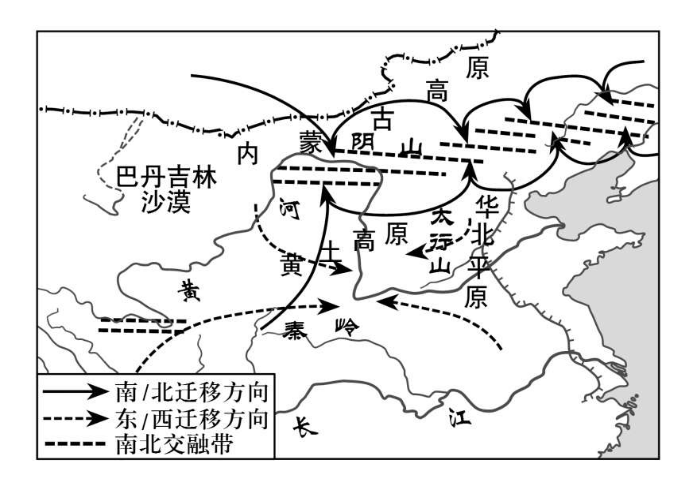 内蒙古高原
阴山
巴丹吉林
沙漠
河
黄土高原
太行山
华北平原
黄
秦岭
长江
南/北迁移方向
东/西迁移方向
南北交融带